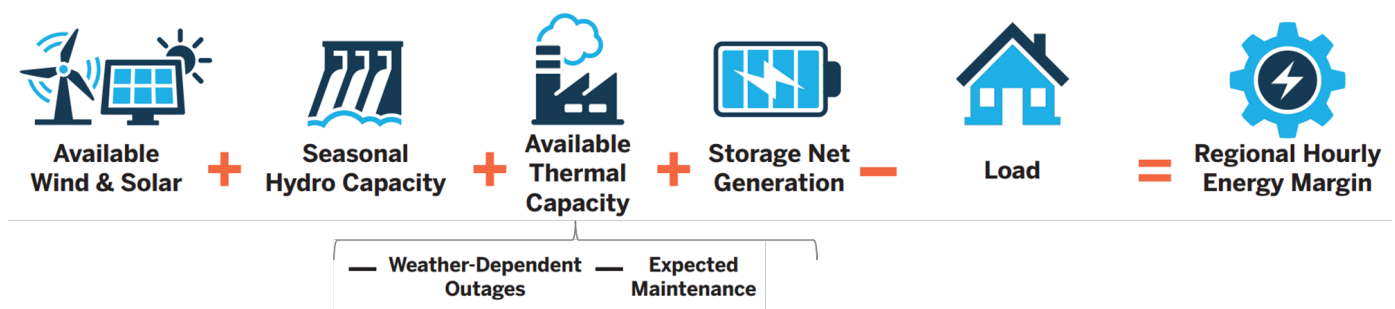 Available
Wind & Solar
+
Seasonal
Hydro Capacity
+
Available
Thermal
Capacity
+
Storage Net
Generation
−
Load
=
Regional Hourly
Energy Margin
− Weather-Dependent
Outages
− Expected
Maintenance